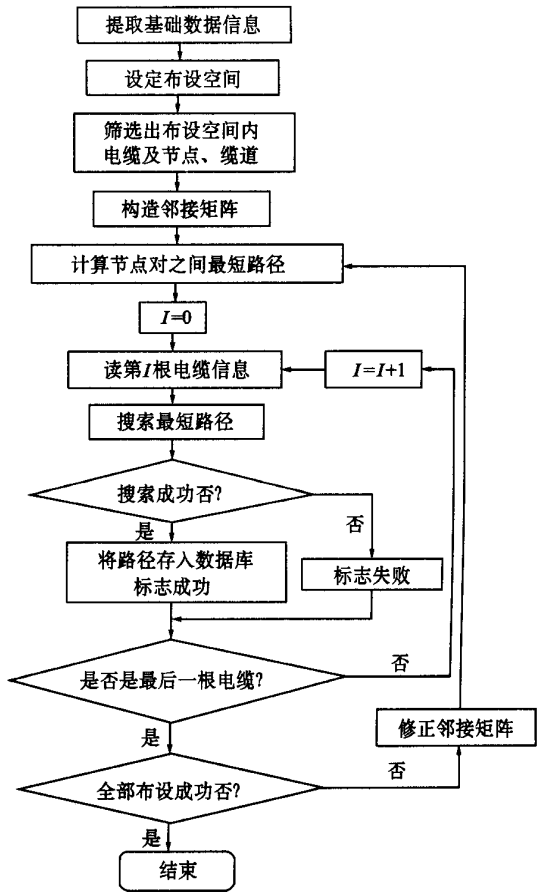 提取基础数据信息
设定布设空间
筛选出布设空间内
电缆及节点、缆道
构造邻接矩阵
计算节点对之间最短路径
I=0
读第I根电缆信息
I=I+1
搜索最短路径
搜索成功否?
是
否
将路径存入数据库
标志成功
标志失败
是否是最后一根电缆?
否
是
修正邻接矩阵
全部布设成功否?
否
是
结束